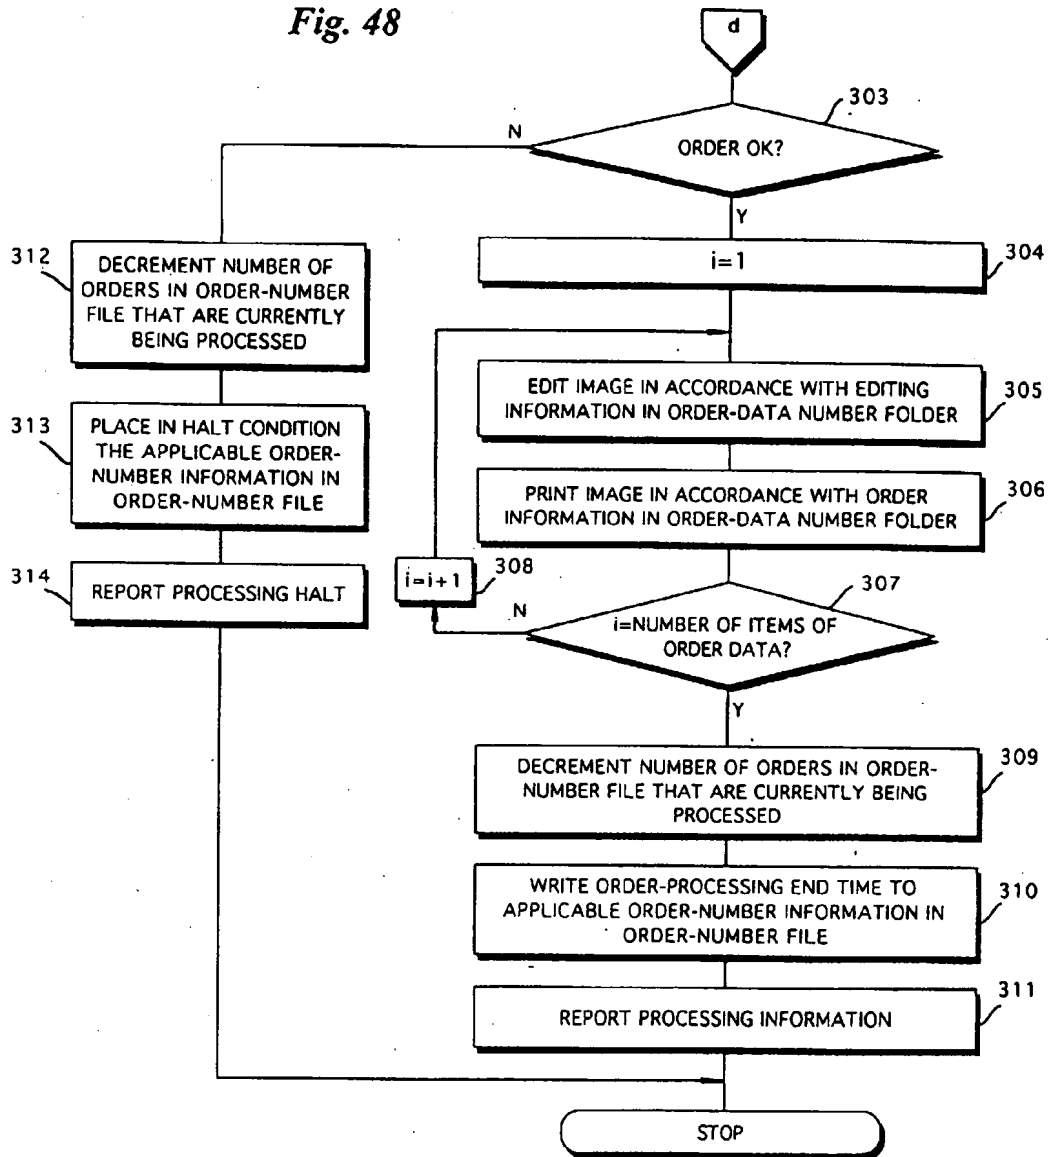 Fig. 48
d
303
N
ORDER OK?
Y
312
DECREMENT NUMBER OF
ORDERS IN ORDER-NUMBER
FILE THAT ARE CURRENTLY
BEING PROCESSED
i=1
304
EDIT IMAGE IN ACCORDANCE WITH EDITING
INFORMATION IN ORDER-DATA NUMBER FOLDER
305
313
PLACE IN HALT CONDITION
THE APPLICABLE ORDER-
NUMBER INFORMATION IN
ORDER-NUMBER FILE
PRINT IMAGE IN ACCORDANCE WITH ORDER
INFORMATION IN ORDER-DATA NUMBER FOLDER
306
314
REPORT PROCESSING HALT
i=i+1
308
307
N
i=NUMBER OF ITEMS OF
ORDER DATA?
Y
DECREMENT NUMBER OF ORDERS IN ORDER-
NUMBER FILE THAT ARE CURRENTLY BEING
PROCESSED
309
WRITE ORDER-PROCESSING END TIME TO
APPLICABLE ORDER-NUMBER INFORMATION IN
ORDER-NUMBER FILE
310
REPORT PROCESSING INFORMATION
311
STOP